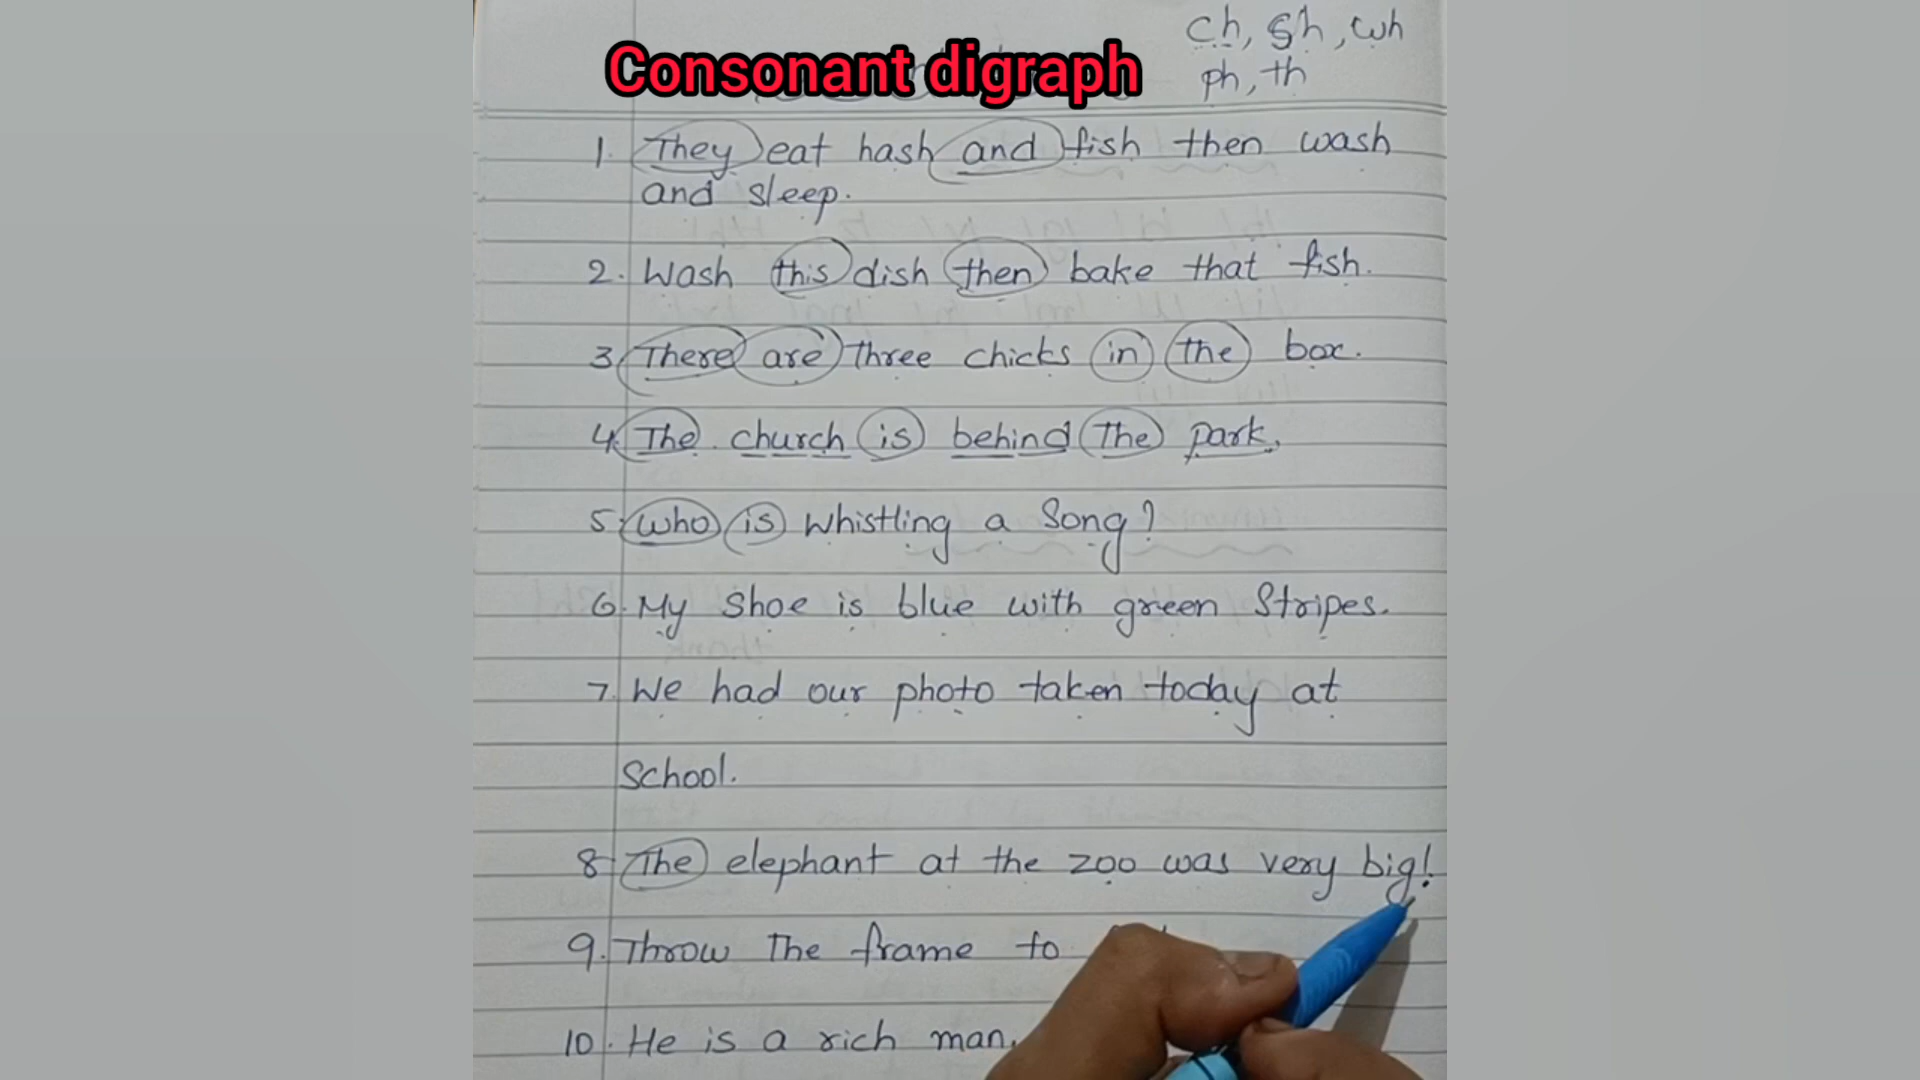 Consonant digraph
ch, sh, wh
ph, th
1. They eat hash and fish then wash
and sleep.
2. Wash this dish then bake that fish.
3. There are three chicks in the box.
4. The church is behind the park.
5. who is whistling a song?
6. My shoe is blue with green stripes.
7. We had our photo taken today at
school.
8. The elephant at the zoo was very big!
9. Throw the frame to
10. He is a rich man.